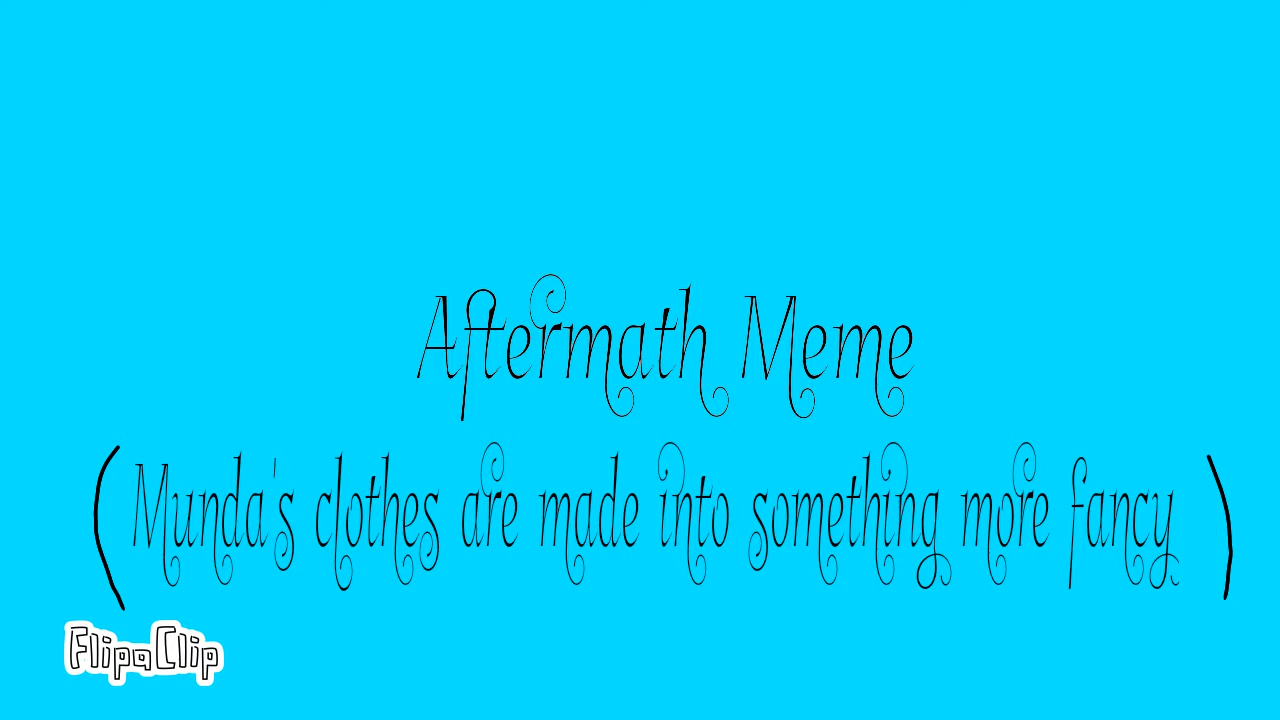 Aftermath Meme
(Munda's clothes are made into something more fancy)
FlipaClip